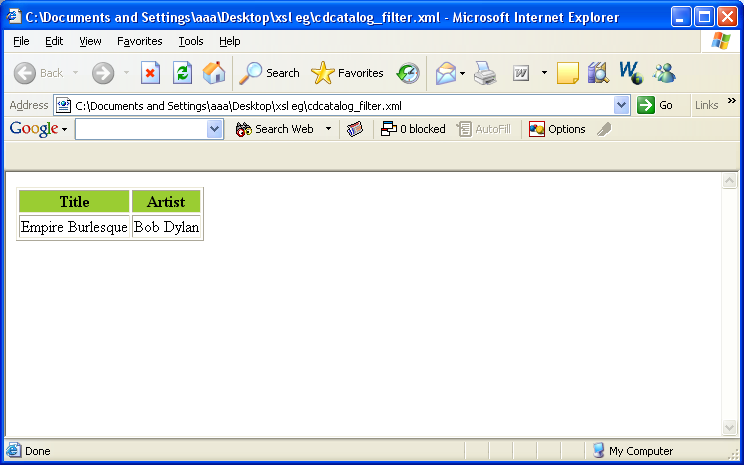 C:\Documents and Settings\aaa\Desktop\xsl eg\cdcatalog_filter.xml - Microsoft Internet Explorer
File Edit View Favorites Tools Help
Back Search Favorites W W
Address C:\Documents and Settings\aaa\Desktop\xsl eg\cdcatalog_filter.xml Go Links »
Google Search Web 0 blocked AutoFill Options
Title Artist
Empire Burlesque Bob Dylan
Done My Computer